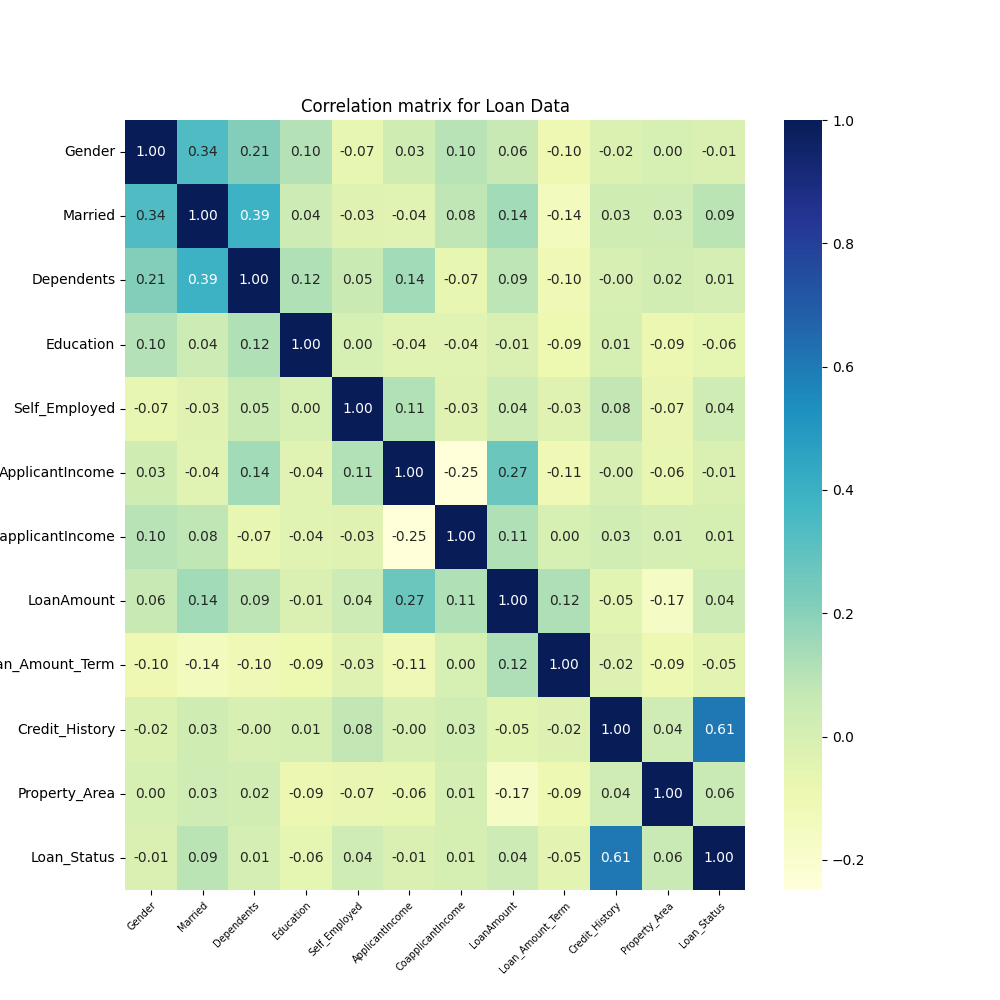 Correlation matrix for Loan Data
Gender 1.00 0.34 0.21 0.10 -0.07 0.03 0.10 0.06 -0.10 -0.02 0.00 -0.01
Married 0.34 1.00 0.39 0.04 -0.03 -0.04 0.08 0.14 -0.14 0.03 0.03 0.09
Dependents 0.21 0.39 1.00 0.12 0.05 0.14 -0.07 0.09 -0.10 -0.00 0.02 0.01
Education 0.10 0.04 0.12 1.00 0.00 -0.04 -0.04 -0.01 -0.09 0.01 -0.09 -0.06
Self_Employed -0.07 -0.03 0.05 0.00 1.00 0.11 -0.03 0.04 -0.03 0.08 -0.07 0.04
ApplicantIncome 0.03 -0.04 0.14 -0.04 0.11 1.00 -0.25 0.27 -0.11 -0.00 -0.06 -0.01
applicantIncome 0.10 0.08 -0.07 -0.04 -0.03 -0.25 1.00 0.11 0.00 0.03 0.01 0.01
LoanAmount 0.06 0.14 0.09 -0.01 0.04 0.27 0.11 1.00 0.12 -0.05 -0.17 0.04
an_Amount_Term -0.10 -0.14 -0.10 -0.09 -0.03 -0.11 0.00 0.12 1.00 -0.02 -0.09 -0.05
Credit_History -0.02 0.03 -0.00 0.01 0.08 -0.00 0.03 -0.05 -0.02 1.00 0.04 0.61
Property_Area 0.00 0.03 0.02 -0.09 -0.07 -0.06 0.01 -0.17 -0.09 0.04 1.00 0.06
Loan_Status -0.01 0.09 0.01 -0.06 0.04 -0.01 0.01 0.04 -0.05 0.61 0.06 1.00
Gender
Married
Dependents
Education
Self_Employed
ApplicantIncome
CoapplicantIncome
LoanAmount
Loan_Amount_Term
Credit_History
Property_Area
Loan_Status
1.0
0.8
0.6
0.4
0.2
0.0
−0.2